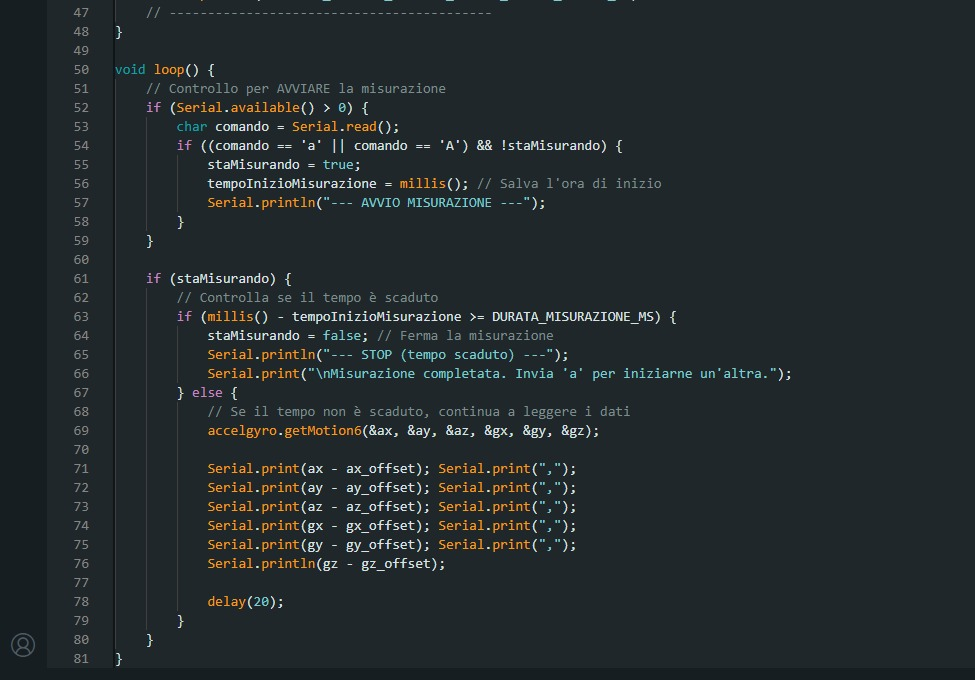 47 // ------------------------------------------
48 }
49
50 void loop() {
51 // Controllo per AVVIARE la misurazione
52 if (Serial.available() > 0) {
53 char comando = Serial.read();
54 if ((comando == 'a' || comando == 'A') && !staMisurando) {
55 staMisurando = true;
56 tempoInizioMisurazione = millis(); // Salva l'ora di inizio
57 Serial.println("--- AVVIO MISURAZIONE ---");
58 }
59 }
60
61 if (staMisurando) {
62 // Controlla se il tempo è scaduto
63 if (millis() - tempoInizioMisurazione >= DURATA_MISURAZIONE_MS) {
64 staMisurando = false; // Ferma la misurazione
65 Serial.println("--- STOP (tempo scaduto) ---");
66 Serial.print("\nMisurazione completata. Invia 'a' per iniziarne un'altra.");
67 } else {
68 // Se il tempo non è scaduto, continua a leggere i dati
69 accelgyro.getMotion6(&ax, &ay, &az, &gx, &gy, &gz);
70
71 Serial.print(ax - ax_offset); Serial.print(",");
72 Serial.print(ay - ay_offset); Serial.print(",");
73 Serial.print(az - az_offset); Serial.print(",");
74 Serial.print(gx - gx_offset); Serial.print(",");
75 Serial.print(gy - gy_offset); Serial.print(",");
76 Serial.println(gz - gz_offset);
77
78 delay(20);
79 }
80 }
81 }